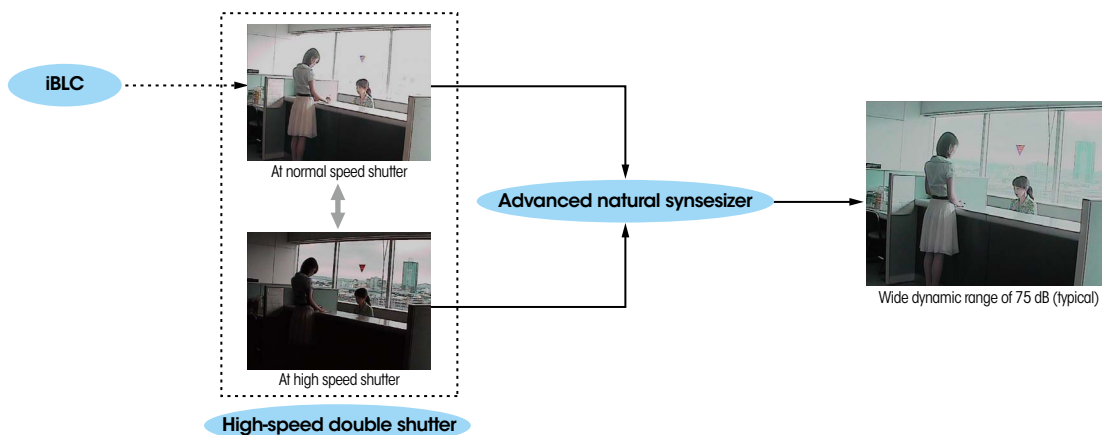 iBLC
At normal speed shutter
Advanced natural synsesizer
Wide dynamic range of 75 dB (typical)
At high speed shutter
High-speed double shutter